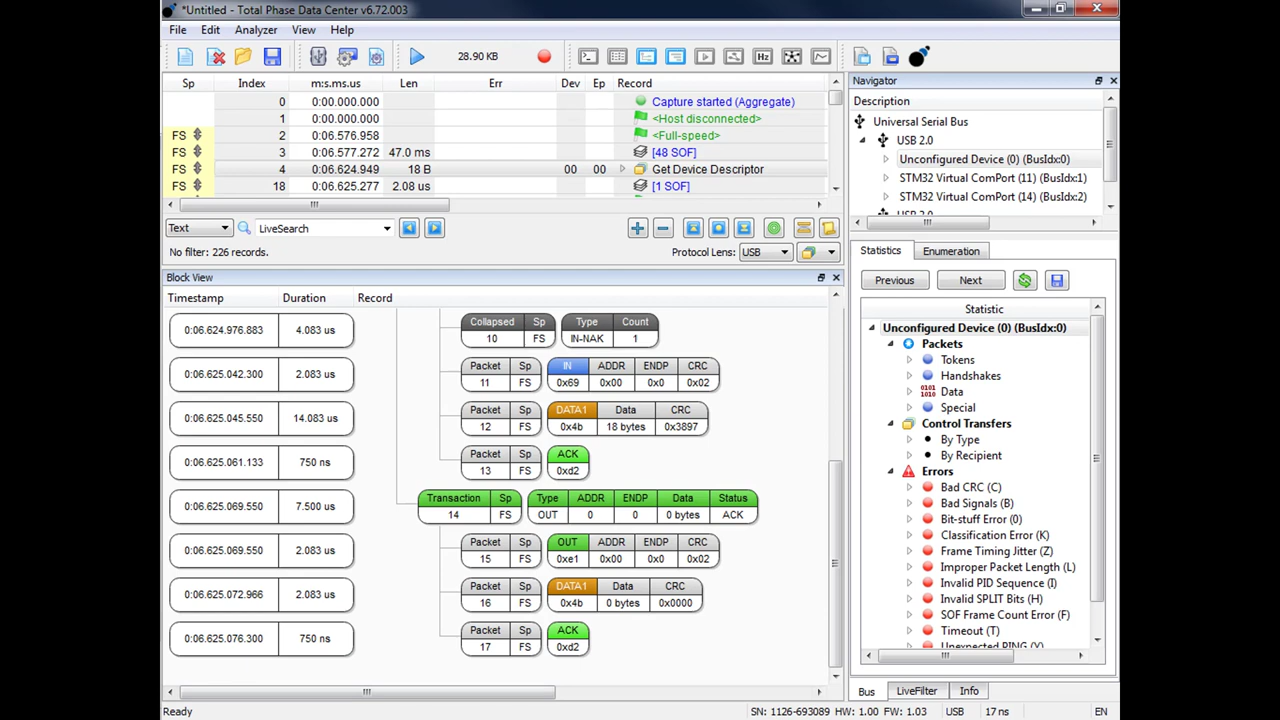 *Untitled - Total Phase Data Center v6.72.003
File Edit Analyzer View Help
28.90 KB
Sp Index m:s.ms.us Len Err Dev Ep Record
0 0:00.000.000 Capture started (Aggregate)
1 0:00.000.000 <Host disconnected>
FS 2 0:06.576.958 <Full-speed>
FS 3 0:06.577.272 47.0 ms [48 SOF]
FS 4 0:06.624.949 18 B 00 00 Get Device Descriptor
FS 18 0:06.625.277 2.08 us [1 SOF]
Text LiveSearch
No filter: 226 records. Protocol Lens: USB
Block View
Timestamp Duration Record
Collapsed Sp Type Count
0:06.624.976.883 4.083 us 10 FS IN-NAK 1
Packet Sp IN ADDR ENDP CRC
0:06.625.042.300 2.083 us 11 FS 0x69 0x00 0x0 0x02
Packet Sp DATA1 Data CRC
0:06.625.045.550 14.083 us 12 FS 0x4b 18 bytes 0x3897
Packet Sp ACK
0:06.625.061.133 750 ns 13 FS 0xd2
Transaction Sp Type ADDR ENDP Data Status
0:06.625.069.550 7.500 us 14 FS OUT 0 0 0 bytes ACK
Packet Sp OUT ADDR ENDP CRC
0:06.625.069.550 2.083 us 15 FS 0xe1 0x00 0x0 0x02
Packet Sp DATA1 Data CRC
0:06.625.072.966 2.083 us 16 FS 0x4b 0 bytes 0x0000
Packet Sp ACK
0:06.625.076.300 750 ns 17 FS 0xd2
Navigator
Description
Universal Serial Bus
USB 2.0
Unconfigured Device (0) (BusIdx:0)
STM32 Virtual ComPort (11) (BusIdx:1)
STM32 Virtual ComPort (14) (BusIdx:2)
Statistics Enumeration
Previous Next
Statistic
Unconfigured Device (0) (BusIdx:0)
Packets
Tokens
Handshakes
Data
Special
Control Transfers
By Type
By Recipient
Errors
Bad CRC (C)
Bad Signals (B)
Bit-stuff Error (0)
Classification Error (K)
Frame Timing Jitter (Z)
Improper Packet Length (L)
Invalid PID Sequence (I)
Invalid SPLIT Bits (H)
SOF Frame Count Error (F)
Timeout (T)
Bus LiveFilter Info
Ready SN: 1126-693089 HW: 1.00 FW: 1.03 USB 17 ns EN